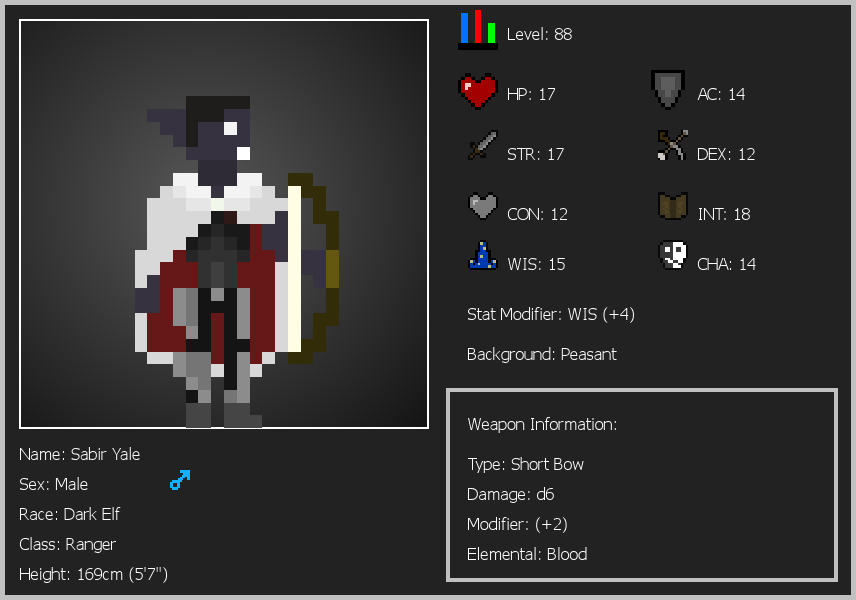 Level: 88
HP: 17
AC: 14
STR: 17
DEX: 12
CON: 12
INT: 18
WIS: 15
CHA: 14
Stat Modifier: WIS (+4)
Background: Peasant
Weapon Information:
Type: Short Bow
Damage: d6
Modifier: (+2)
Elemental: Blood
Name: Sabir Yale
Sex: Male
Race: Dark Elf
Class: Ranger
Height: 169cm (5'7")